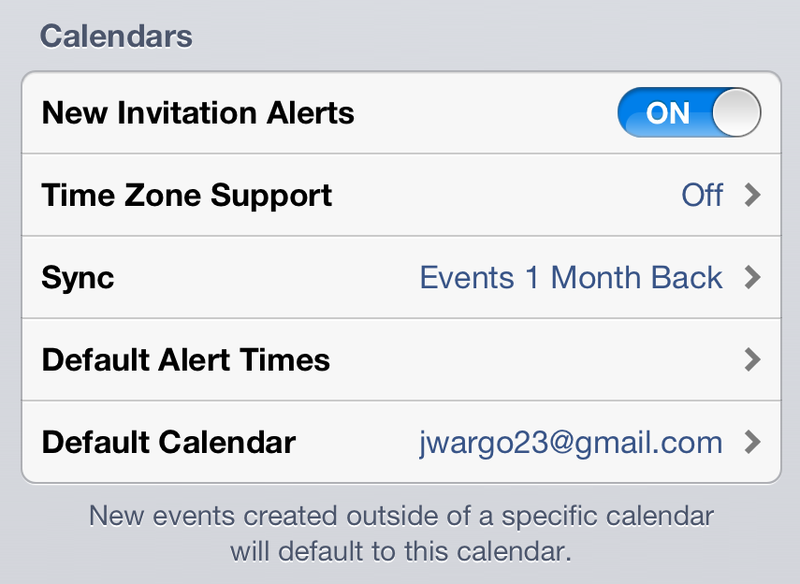 Calendars
New Invitation Alerts ON
Time Zone Support Off
Sync Events 1 Month Back
Default Alert Times
Default Calendar jwargo23@gmail.com
New events created outside of a specific calendar
will default to this calendar.